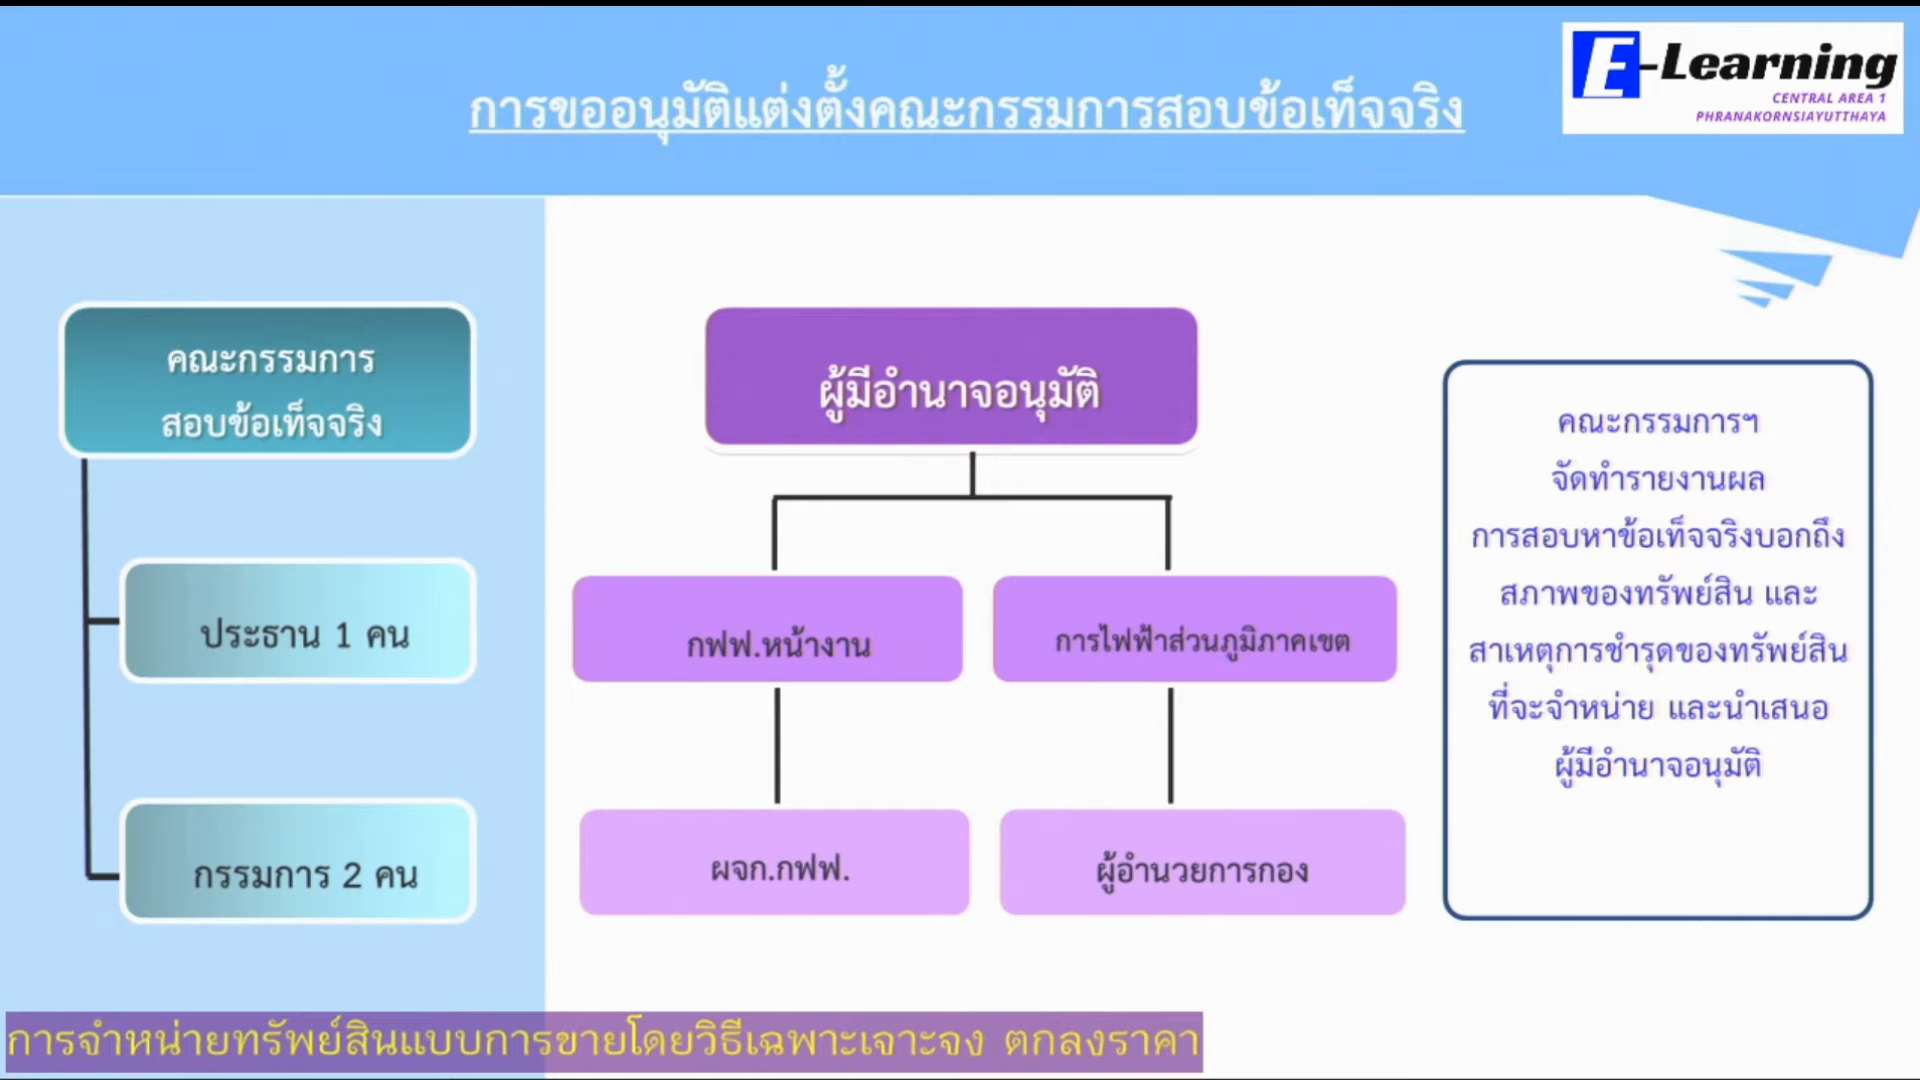 การขออนุมัติแต่งตั้งคณะกรรมการสอบข้อเท็จจริง
E-Learning
CENTRAL AREA 1
PHRANAKORNSIAYUTTHAYA
คณะกรรมการ
สอบข้อเท็จจริง
ประธาน 1 คน
กรรมการ 2 คน
ผู้มีอำนาจอนุมัติ
กฟฟ.หน้างาน
การไฟฟ้าส่วนภูมิภาคเขต
ผจก.กฟฟ.
ผู้อำนวยการกอง
คณะกรรมการฯ
จัดทำรายงานผล
การสอบหาข้อเท็จจริงบอกถึง
สภาพของทรัพย์สิน และ
สาเหตุการชำรุดของทรัพย์สิน
ที่จะจำหน่าย และนำเสนอ
ผู้มีอำนาจอนุมัติ
การจำหน่ายทรัพย์สินแบบการขายโดยวิธีเฉพาะเจาะจง ตกลงราคา